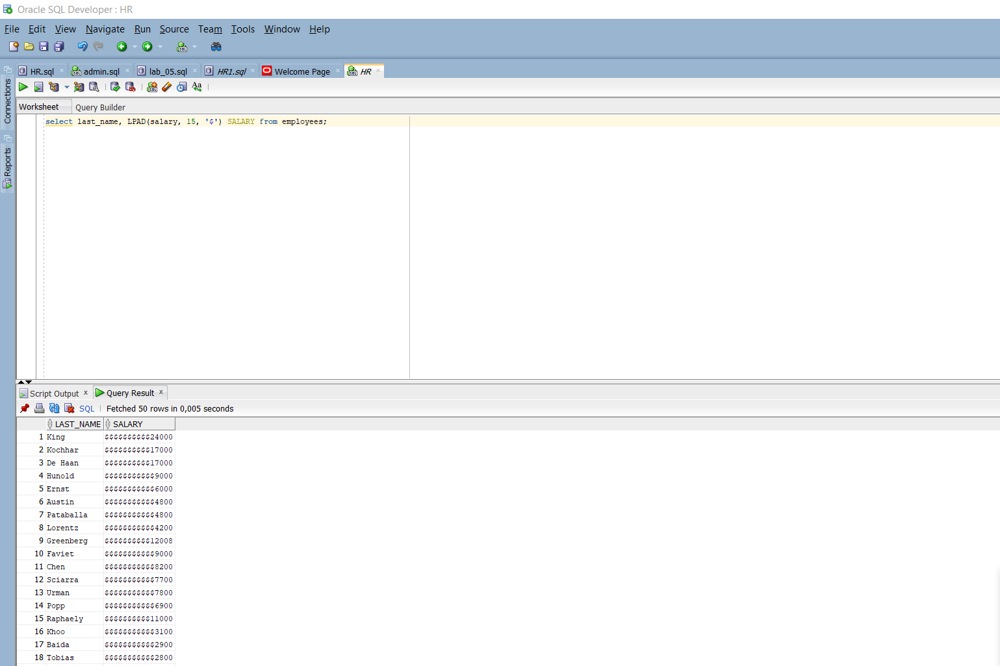 Oracle SQL Developer : HR
File Edit View Navigate Run Source Team Tools Window Help
HR.sql admin.sql lab_05.sql HR1.sql Welcome Page HR
Connections
Reports
Worksheet Query Builder
select last_name, LPAD(salary, 15, '$') SALARY from employees;
Script Output x Query Result x
SQL Fetched 50 rows in 0,005 seconds
LAST_NAME SALARY
1 King $$$$$$$$$$24000
2 Kochhar $$$$$$$$$$17000
3 De Haan $$$$$$$$$$17000
4 Hunold $$$$$$$$$$$9000
5 Ernst $$$$$$$$$$$6000
6 Austin $$$$$$$$$$$4800
7 Pataballa $$$$$$$$$$$4800
8 Lorentz $$$$$$$$$$$4200
9 Greenberg $$$$$$$$$$12008
10 Faviet $$$$$$$$$$$9000
11 Chen $$$$$$$$$$$8200
12 Sciarra $$$$$$$$$$$7700
13 Urman $$$$$$$$$$$7800
14 Popp $$$$$$$$$$$6900
15 Raphaely $$$$$$$$$$11000
16 Khoo $$$$$$$$$$$3100
17 Baida $$$$$$$$$$$2900
18 Tobias $$$$$$$$$$$2800